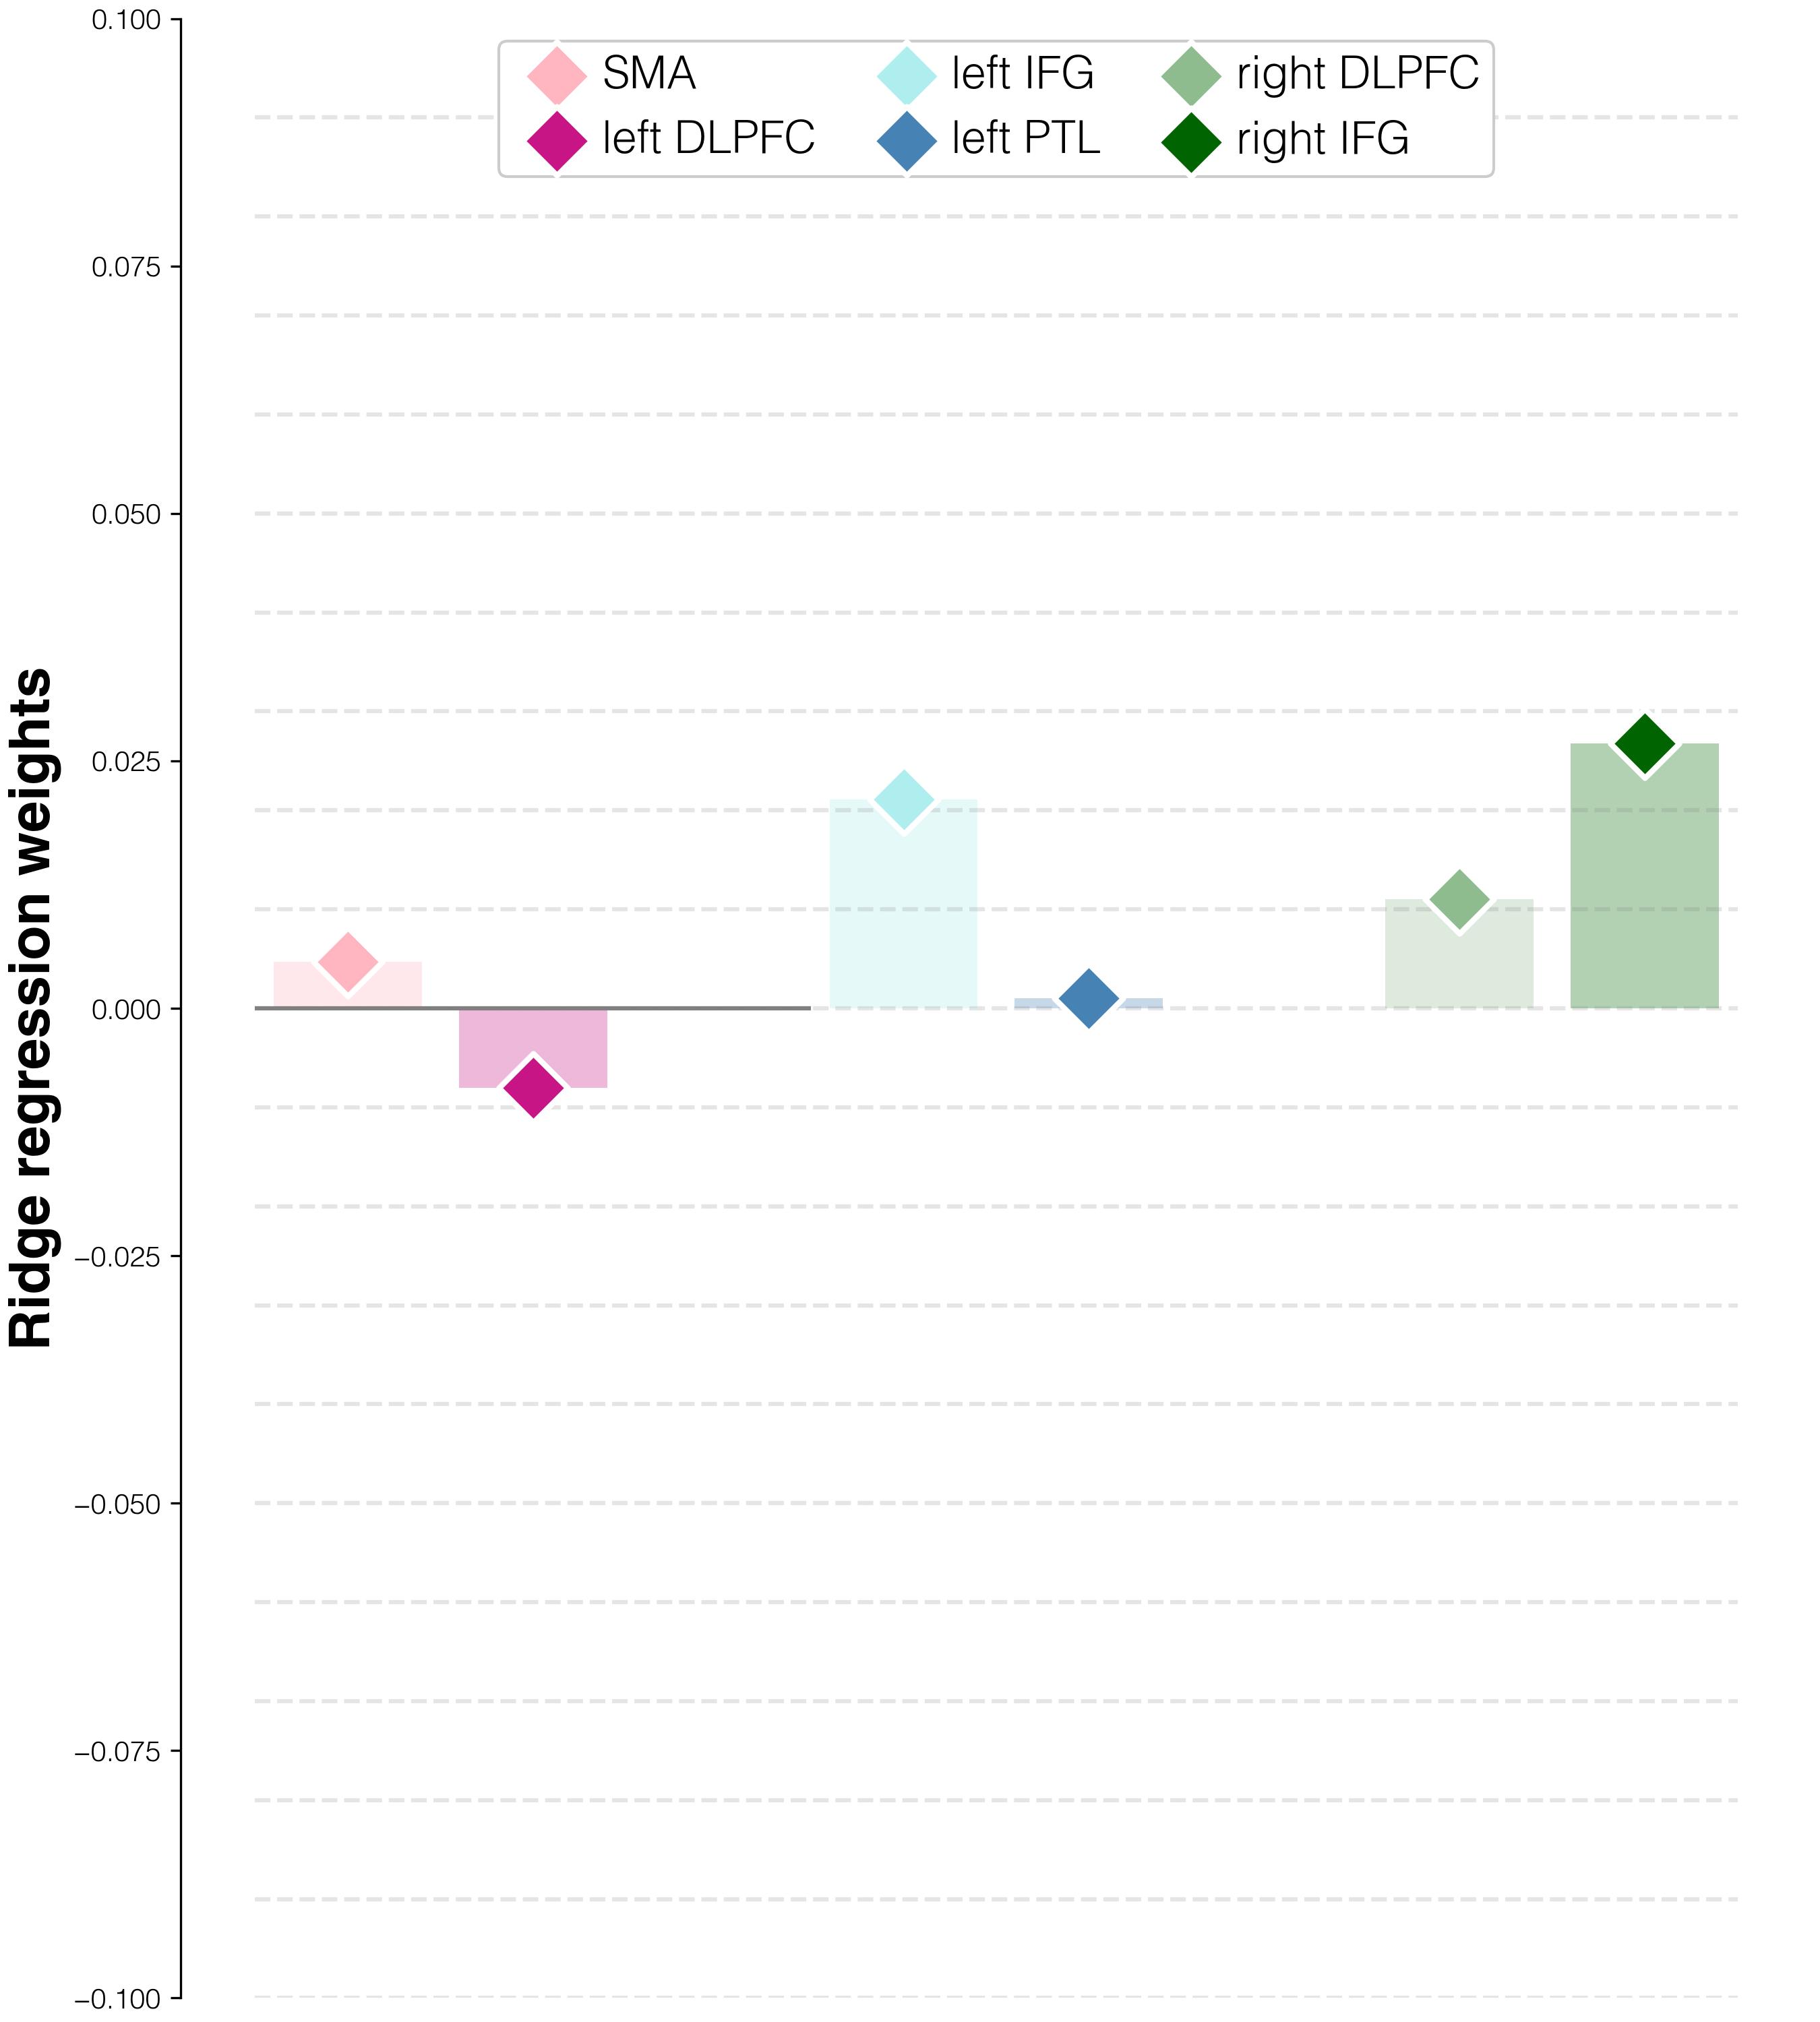 0.100
SMA
left DLPFC
left IFG
left PTL
right DLPFC
right IFG
0.075
0.050
0.025
0.000
−0.025
−0.050
−0.075
−0.100
Ridge regression weights